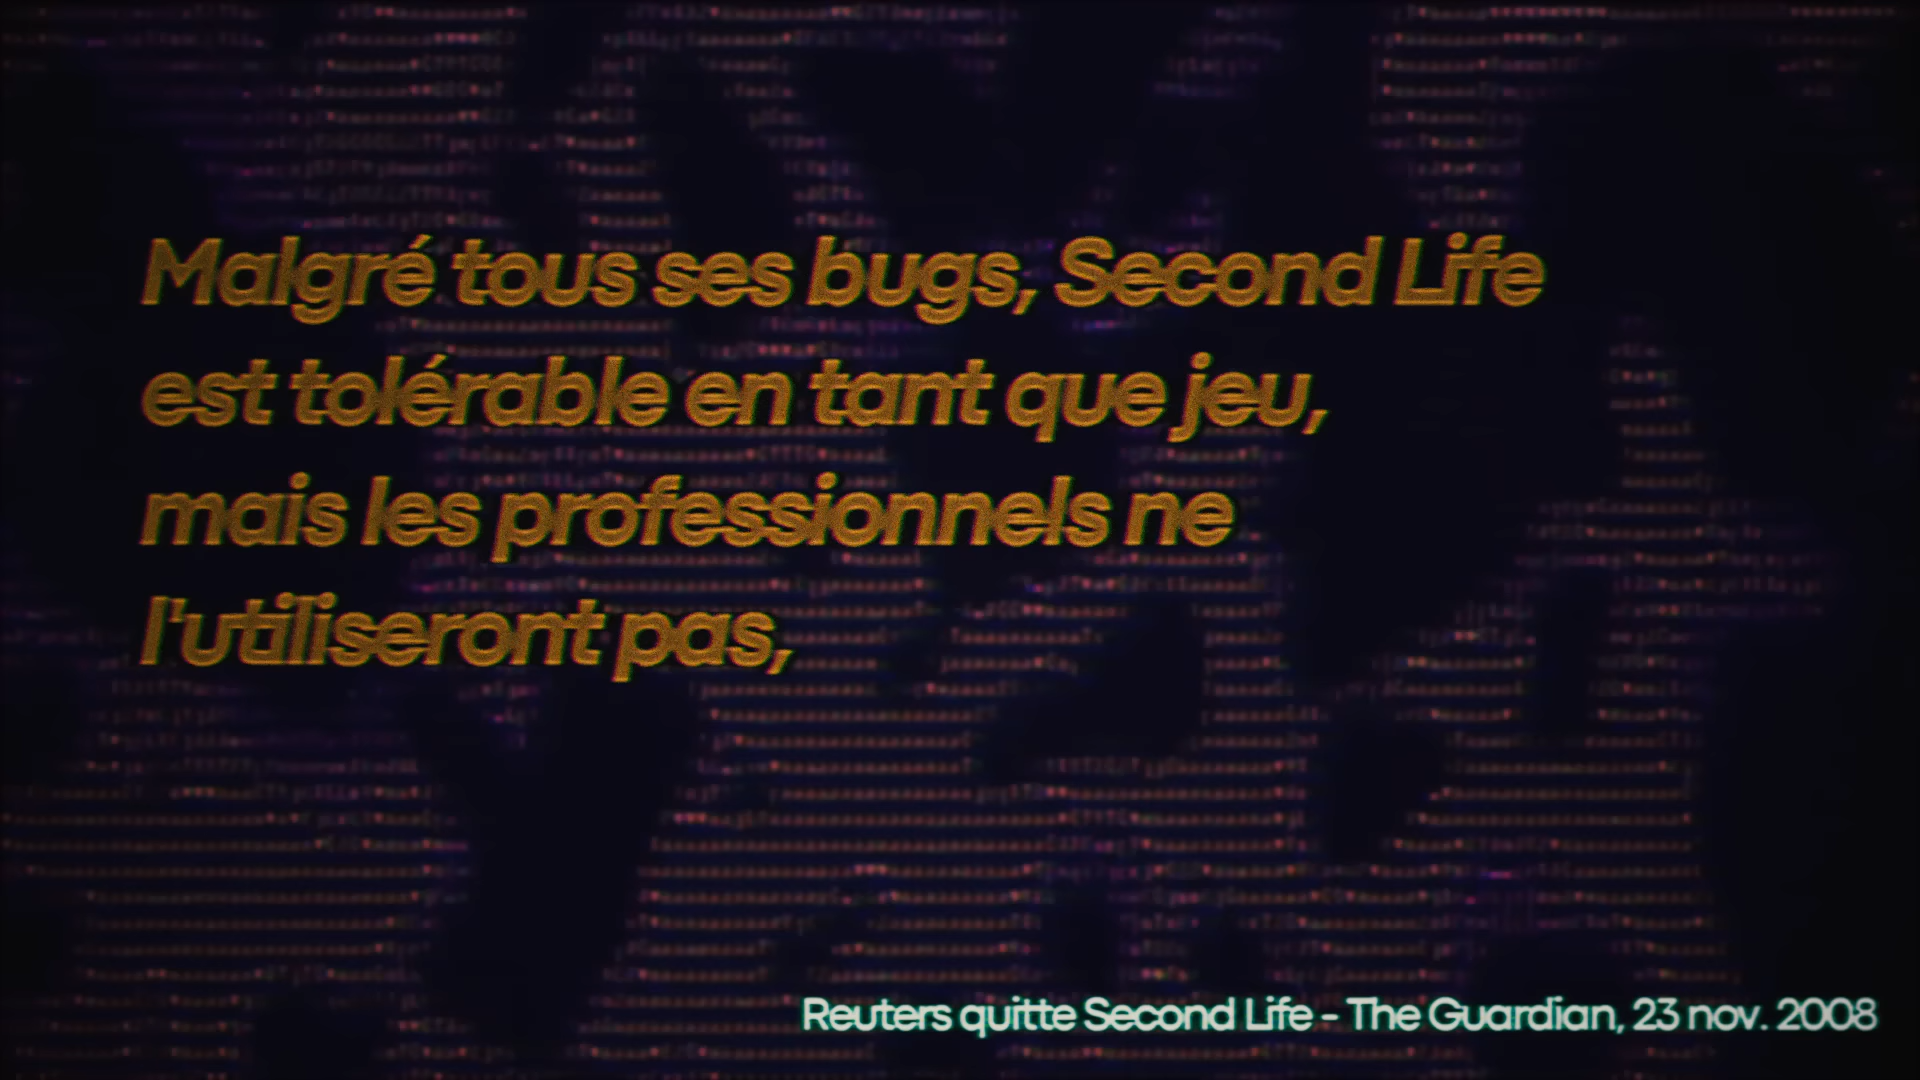 Malgré tous ses bugs, Second Life
est tolérable en tant que jeu,
mais les professionnels ne
l'utiliseront pas,
Reuters quitte Second Life - The Guardian, 23 nov. 2008